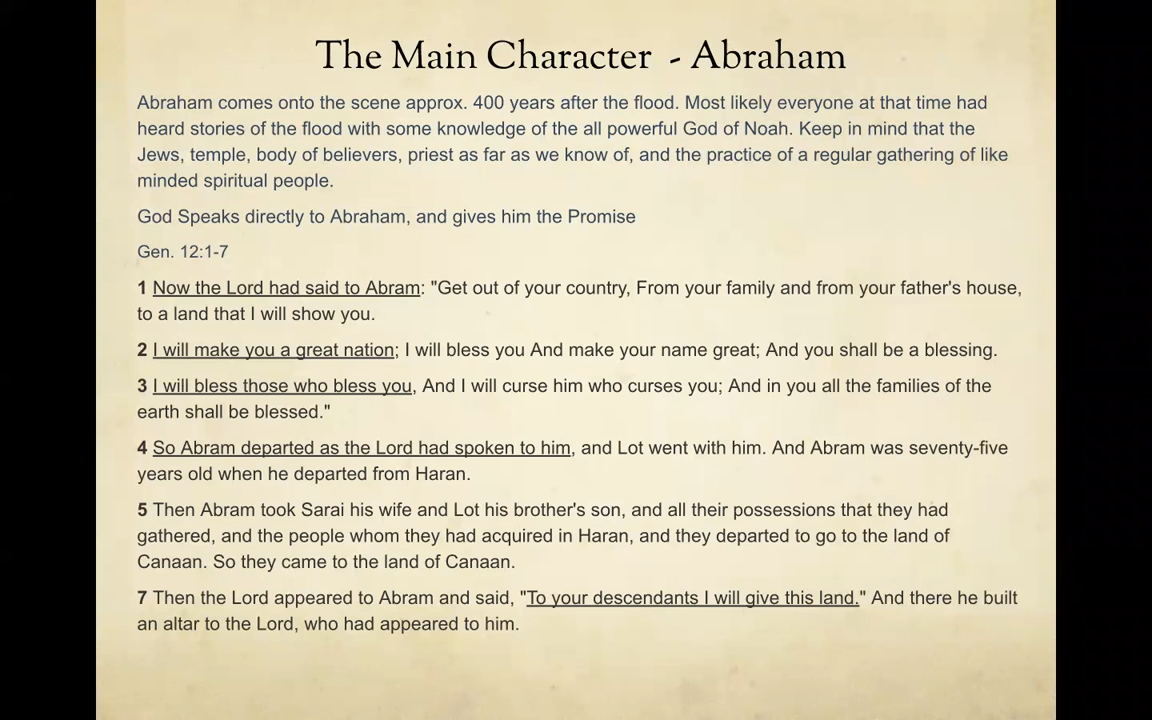 The Main Character - Abraham
Abraham comes onto the scene approx. 400 years after the flood. Most likely everyone at that time had
heard stories of the flood with some knowledge of the all powerful God of Noah. Keep in mind that the
Jews, temple, body of believers, priest as far as we know of, and the practice of a regular gathering of like
minded spiritual people.
God Speaks directly to Abraham, and gives him the Promise
Gen. 12:1-7
1 Now the Lord had said to Abram: "Get out of your country, From your family and from your father's house,
to a land that I will show you.
2 I will make you a great nation; I will bless you And make your name great; And you shall be a blessing.
3 I will bless those who bless you, And I will curse him who curses you; And in you all the families of the
earth shall be blessed."
4 So Abram departed as the Lord had spoken to him, and Lot went with him. And Abram was seventy-five
years old when he departed from Haran.
5 Then Abram took Sarai his wife and Lot his brother's son, and all their possessions that they had
gathered, and the people whom they had acquired in Haran, and they departed to go to the land of
Canaan. So they came to the land of Canaan.
7 Then the Lord appeared to Abram and said, "To your descendants I will give this land." And there he built
an altar to the Lord, who had appeared to him.